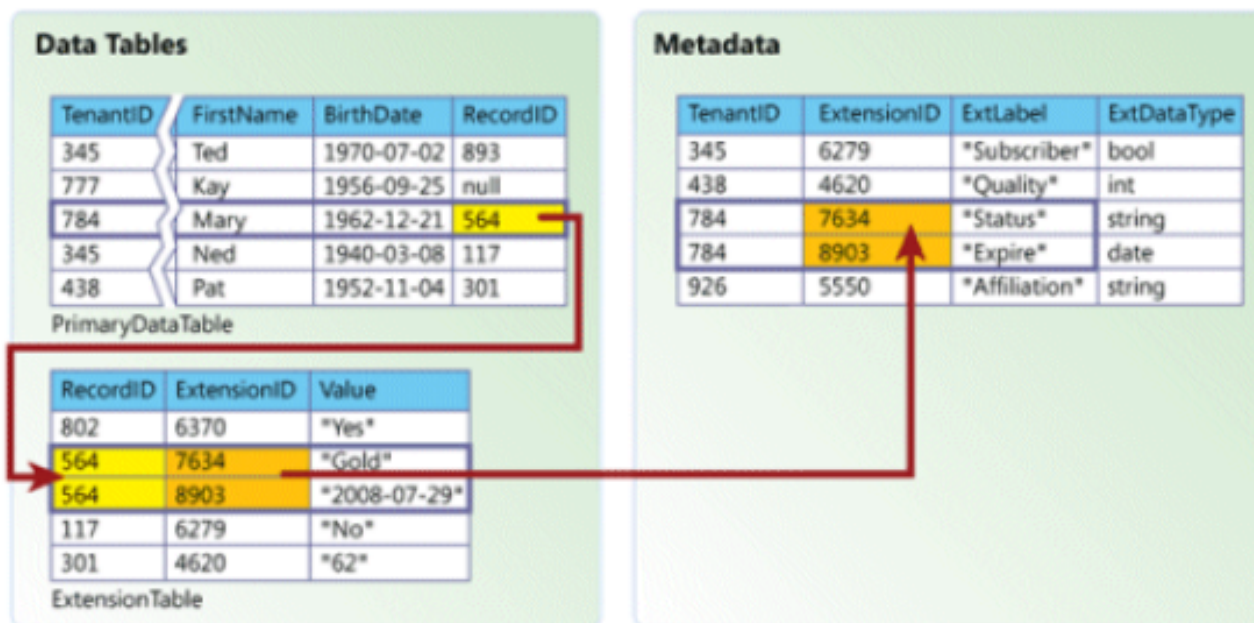 Data Tables
TenantID FirstName BirthDate RecordID
345 Ted 1970-07-02 893
777 Kay 1956-09-25 null
784 Mary 1962-12-21 564
345 Ned 1940-03-08 117
438 Pat 1952-11-04 301
PrimaryDataTable
RecordID ExtensionID Value
802 6370 "Yes"
564 7634 "Gold"
564 8903 "2008-07-29"
117 6279 "No"
301 4620 "62"
ExtensionTable
Metadata
TenantID ExtensionID ExtLabel ExtDataType
345 6279 "Subscriber" bool
438 4620 "Quality" int
784 7634 "Status" string
784 8903 "Expire" date
926 5550 "Affiliation" string